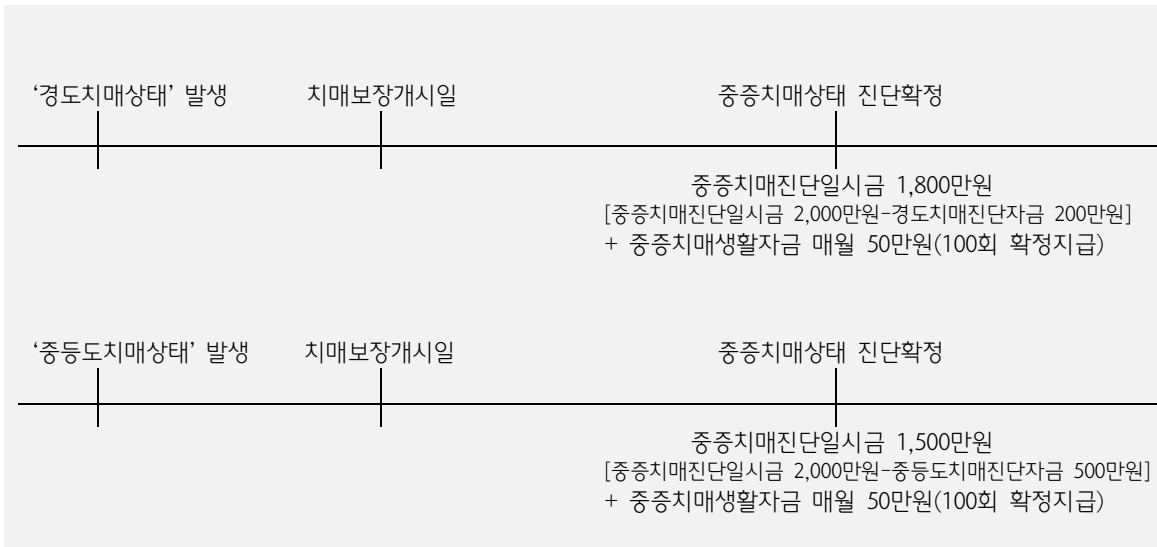 ‘경도치매상태’ 발생 치매보장개시일 중증치매상태 진단확정
중증치매진단일시금 1,800만원
[중증치매진단일시금 2,000만원-경도치매진단자금 200만원]
+ 중증치매생활자금 매월 50만원(100회 확정지급)
‘중등도치매상태’ 발생 치매보장개시일 중증치매상태 진단확정
중증치매진단일시금 1,500만원
[중증치매진단일시금 2,000만원-중등도치매진단자금 500만원]
+ 중증치매생활자금 매월 50만원(100회 확정지급)